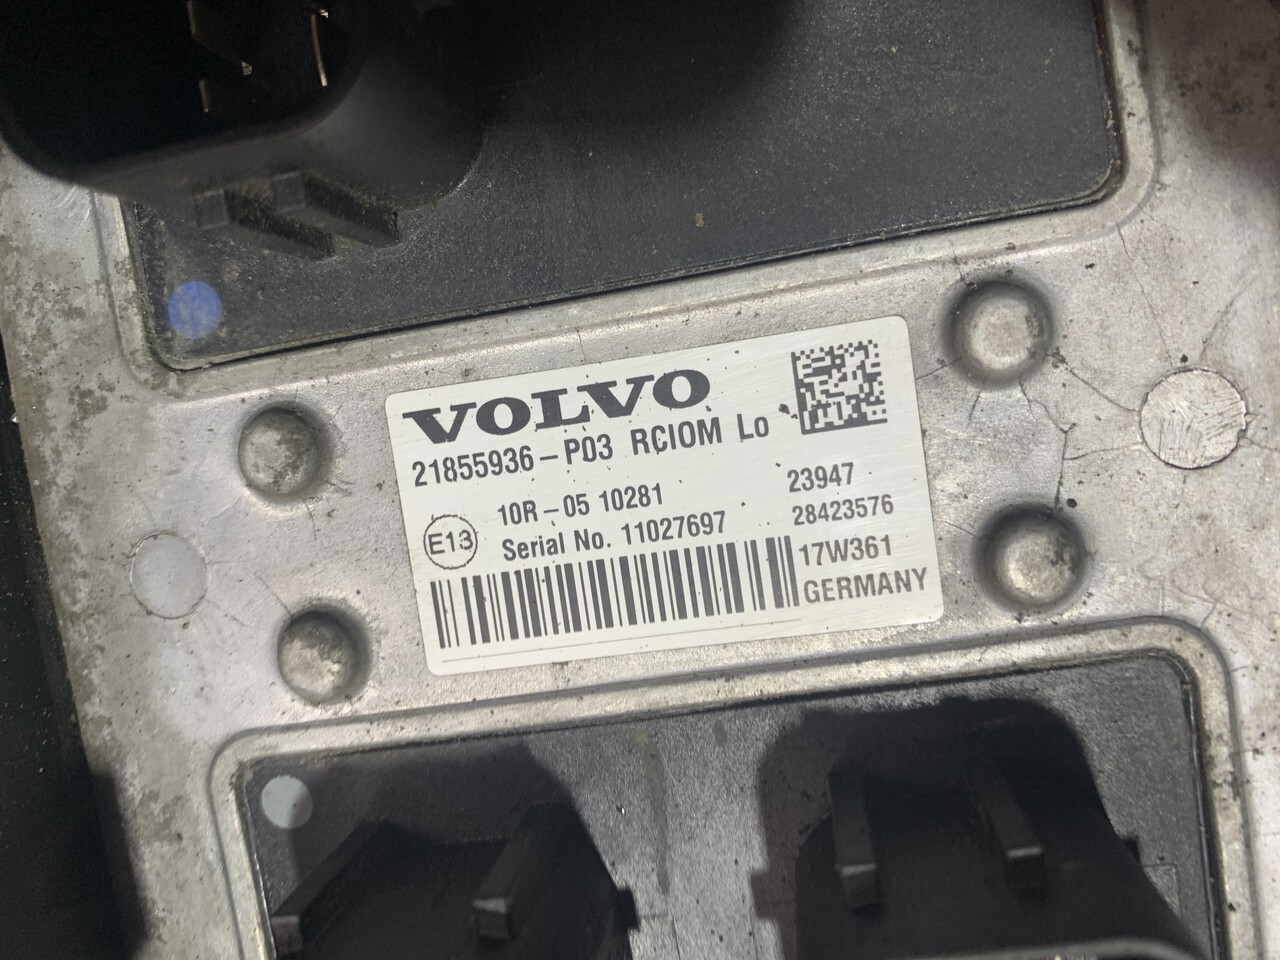 VOLVO
21855936-P03 RCIOM Lo
10R-05 10281
23947
E13
Serial No. 11027697
28423576
17W361
GERMANY